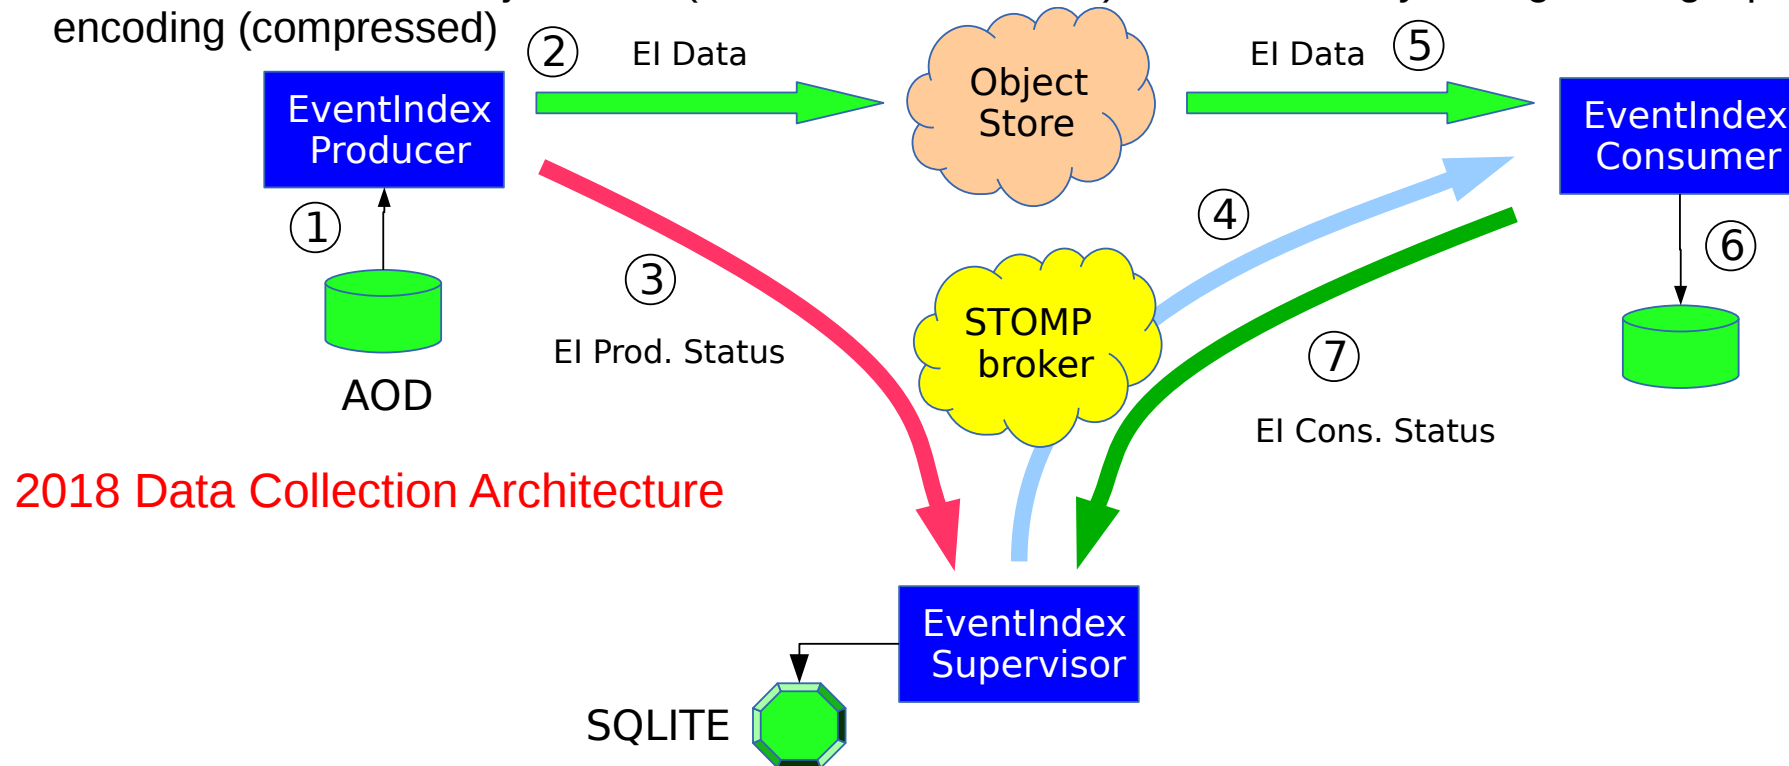 encoding (compressed)
② EI Data
Object
Store
EI Data ⑤
EventIndex
Producer
EventIndex
Consumer
①
③
④
⑥
STOMP
broker
EI Prod. Status
⑦
AOD
EI Cons. Status
2018 Data Collection Architecture
EventIndex
Supervisor
SQLITE